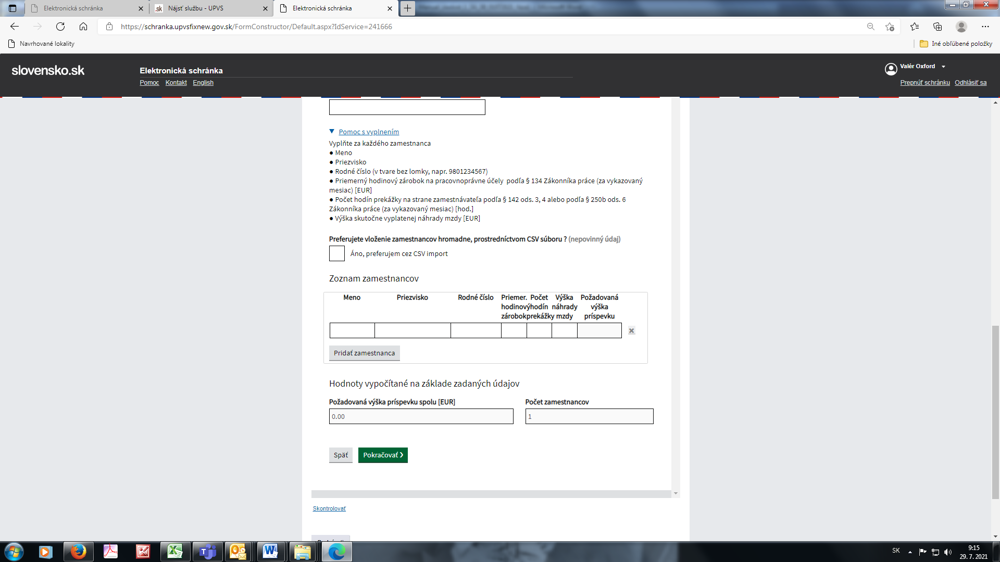 Elektronická schránka
.sk Nájsť službu - UPVS
Elektronická schránka
https://schranka.upvsfixnew.gov.sk/FormConstructor/Default.aspx?IdService=241666
Navrhované lokality
Iné obľúbené položky
slovensko.sk
Elektronická schránka
Pomoc Kontakt English
Valér Oxford
Prepnúť schránku Odhlásiť sa
Pomoc s vyplnením
Vyplňte za každého zamestnanca
● Meno
● Priezvisko
● Rodné číslo (v tvare bez lomky, napr. 9801234567)
● Priemerný hodinový zárobok na pracovnoprávne účely podľa § 134 Zákonníka práce (za vykazovaný
mesiac) [EUR]
● Počet hodín prekážky na strane zamestnávateľa podľa § 142 ods. 3, 4 alebo podľa § 250b ods. 6
Zákonníka práce (za vykazovaný mesiac) [hod.]
● Výška skutočne vyplatenej náhrady mzdy [EUR]
Preferujete vloženie zamestnancov hromadne, prostredníctvom CSV súboru ? (nepovinný údaj)
Áno, preferujem cez CSV import
Zoznam zamestnancov
Meno Priezvisko Rodné číslo Priemer. Počet Výška Požadovaná
hodinový hodín náhrady výška
zárobok prekážky mzdy príspevku
Pridať zamestnanca
Hodnoty vypočítané na základe zadaných údajov
Požadovaná výška príspevku spolu [EUR] Počet zamestnancov
0.00 1
Späť Pokračovať
Skontrolovať
SK
9:15
29. 7. 2021